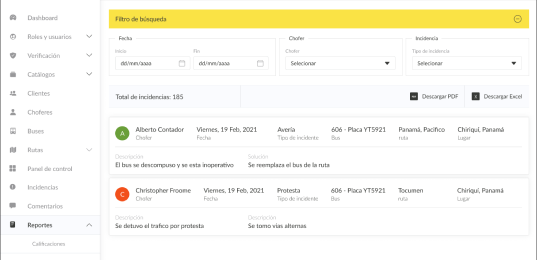 Dashboard
Roles y usuarios
Verificación
Catálogos
Clientes
Choferes
Buses
Rutas
Panel de control
Incidencias
Comentarios
Reportes
Calificaciones
Filtro de búsqueda
Fecha
Inicio
Fin
dd/mm/aaaa
dd/mm/aaaa
Chofer
Chofer
Selecionar
Incidencia
Tipo de incidencia
Selecionar
Total de incidencias: 185
Descargar PDF
Descargar Excel
A
Alberto Contador
Chofer
Viernes, 19 Feb, 2021
Fecha
Avería
Tipo de incidente
606 - Placa YT5921
Bus
Panamá, Pacífico
ruta
Chiriquí, Panamá
Lugar
Descripción
El bus se descompuso y se esta inoperativo
Solución
Se reemplaza el bus de la ruta
C
Christopher Froome
Chofer
Viernes, 19 Feb, 2021
Fecha
Protesta
Tipo de incidente
606 - Placa YT5921
Bus
Tocumen
ruta
Chiriquí, Panamá
Lugar
Descripción
Se detuvo el trafico por protesta
Descripción
Se tomo vías alternas